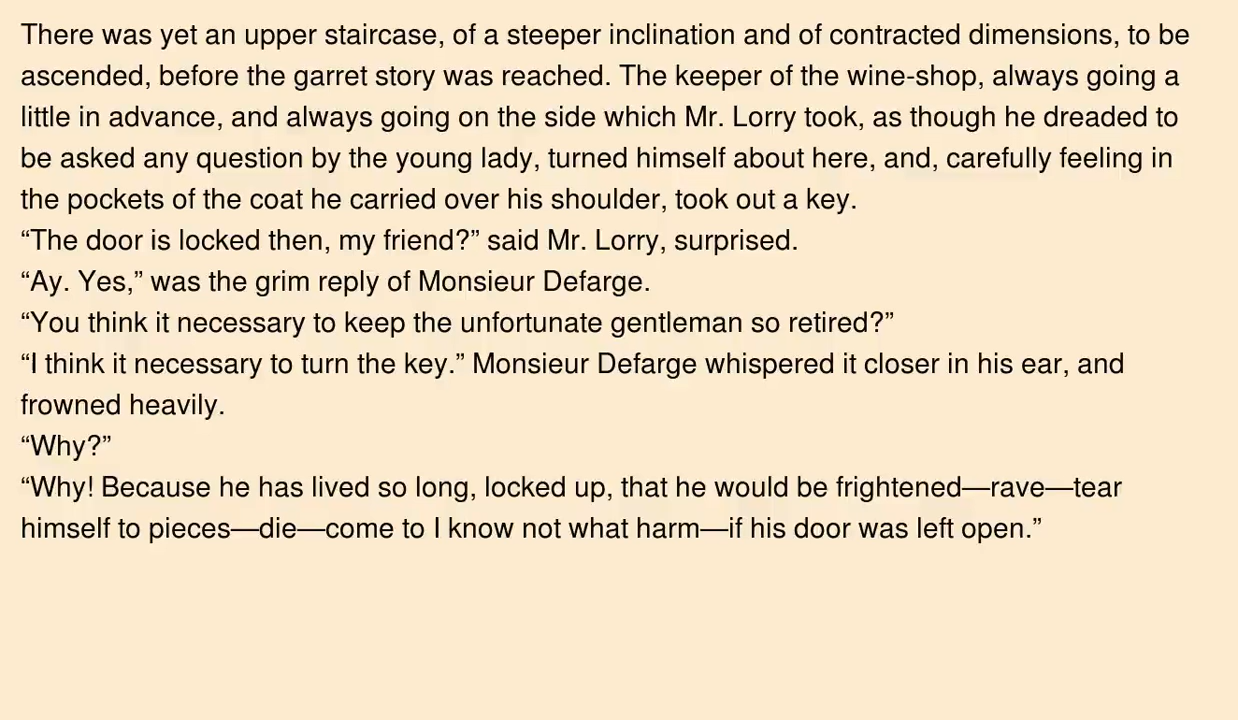 There was yet an upper staircase, of a steeper inclination and of contracted dimensions, to be
ascended, before the garret story was reached. The keeper of the wine-shop, always going a
little in advance, and always going on the side which Mr. Lorry took, as though he dreaded to
be asked any question by the young lady, turned himself about here, and, carefully feeling in
the pockets of the coat he carried over his shoulder, took out a key.
“The door is locked then, my friend?” said Mr. Lorry, surprised.
“Ay. Yes,” was the grim reply of Monsieur Defarge.
“You think it necessary to keep the unfortunate gentleman so retired?”
“I think it necessary to turn the key.” Monsieur Defarge whispered it closer in his ear, and
frowned heavily.
“Why?”
“Why! Because he has lived so long, locked up, that he would be frightened—rave—tear
himself to pieces—die—come to I know not what harm—if his door was left open.”